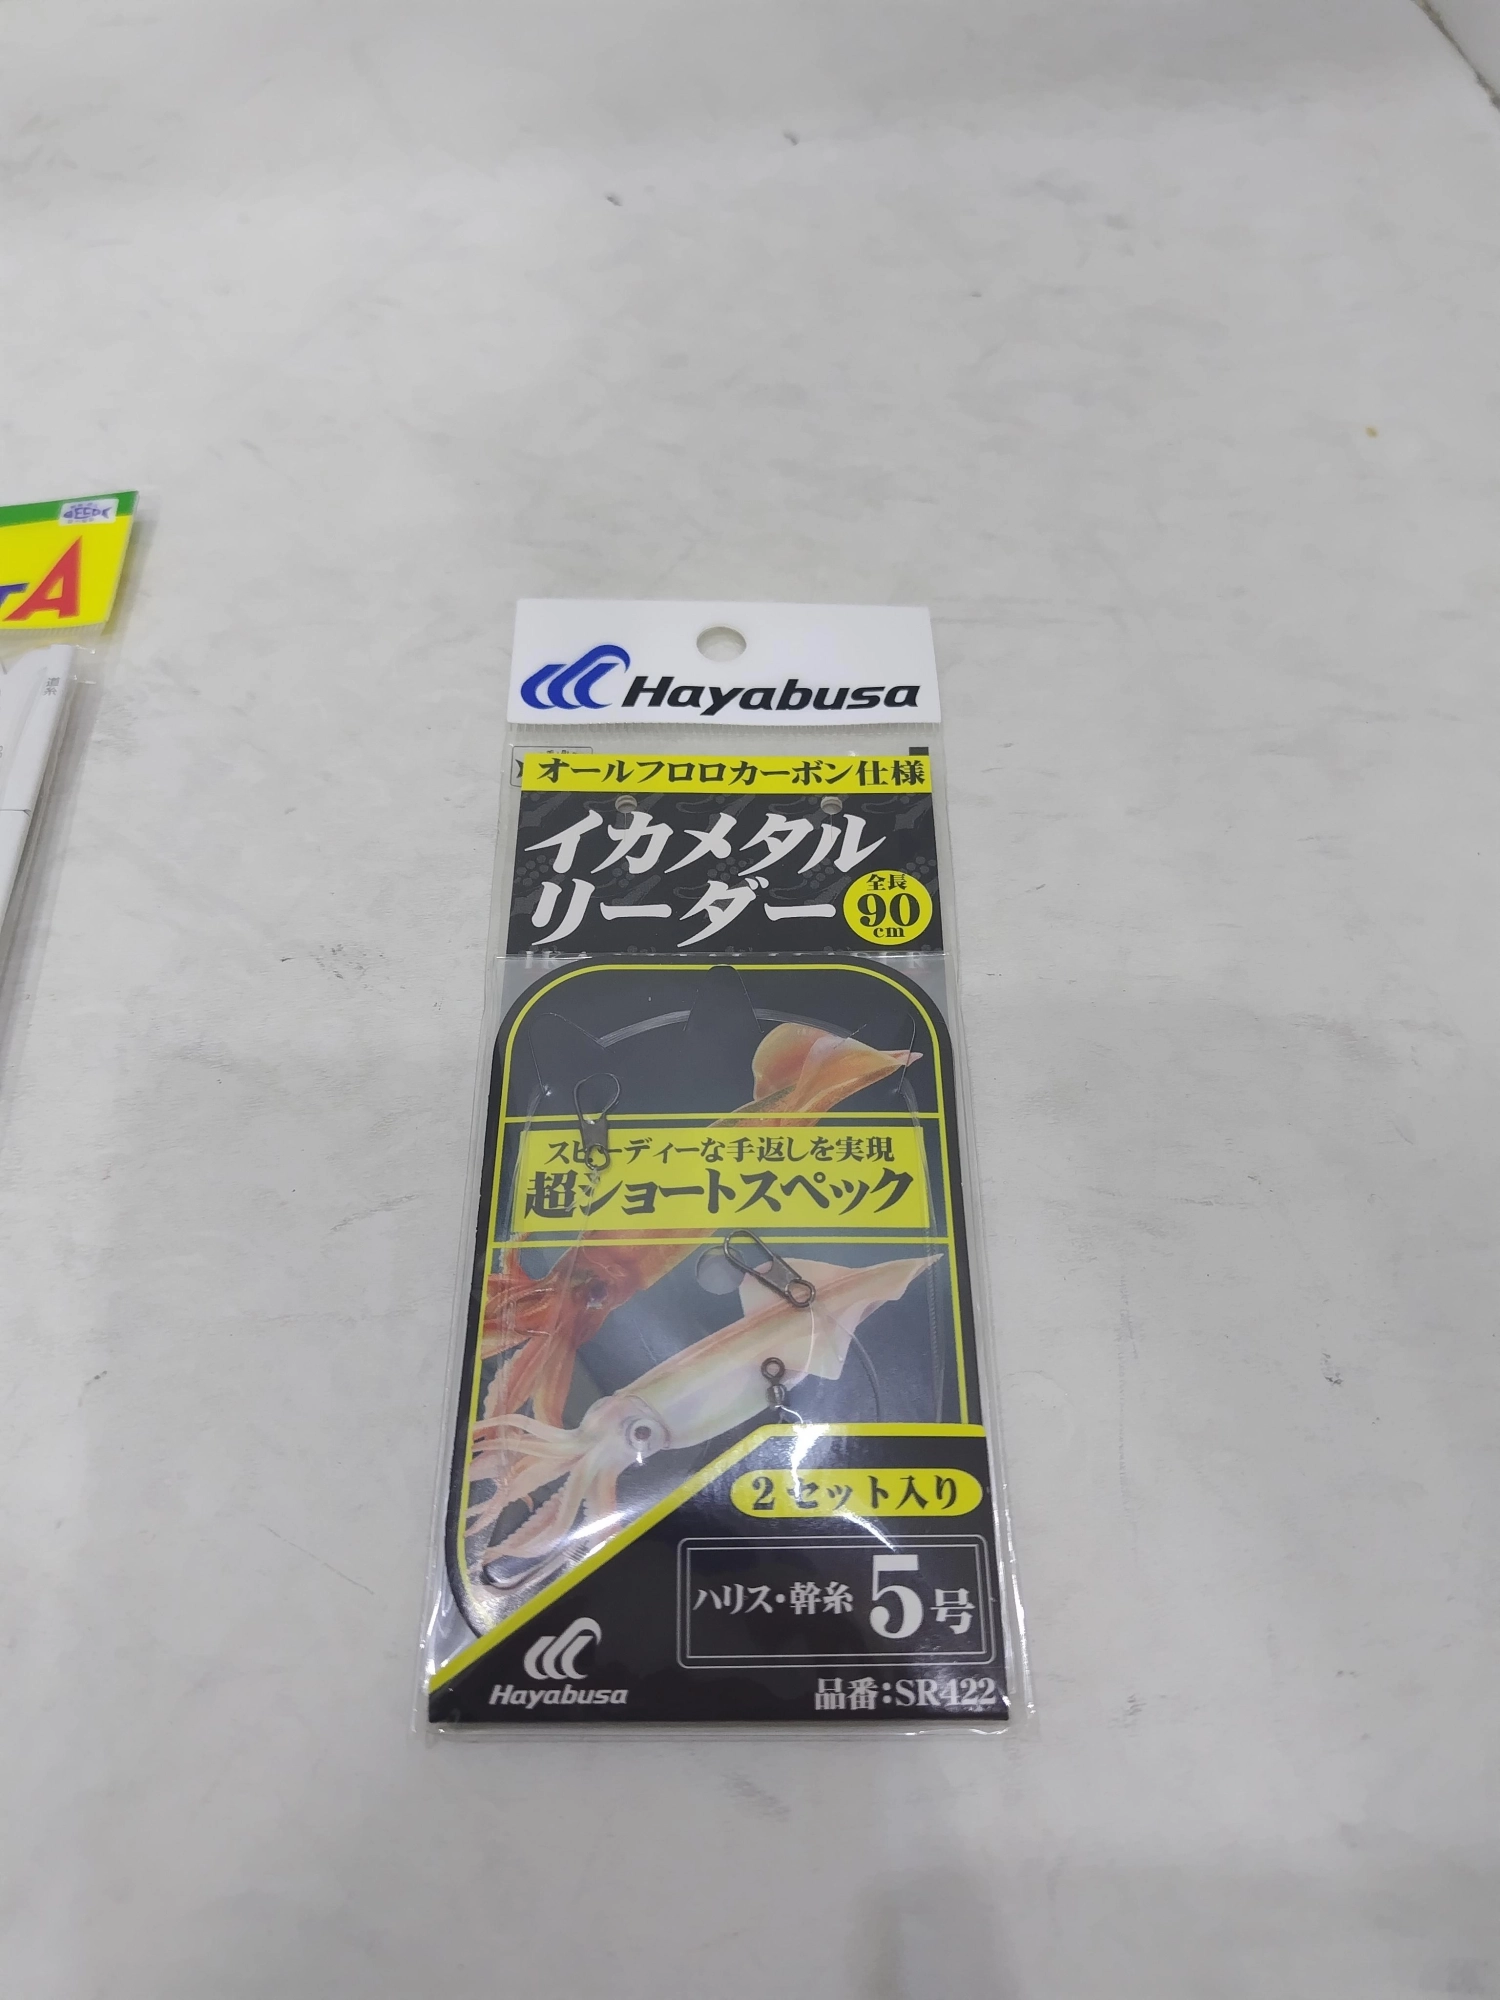 A
道糸
Hayabusa
オールフロロカーボン仕様
イカメタル
リーダー
全長
90
cm
スピーディーな手返しを実現
超ショートスペック
2セット入り
ハリス・幹糸 5号
Hayabusa
品番:SR422